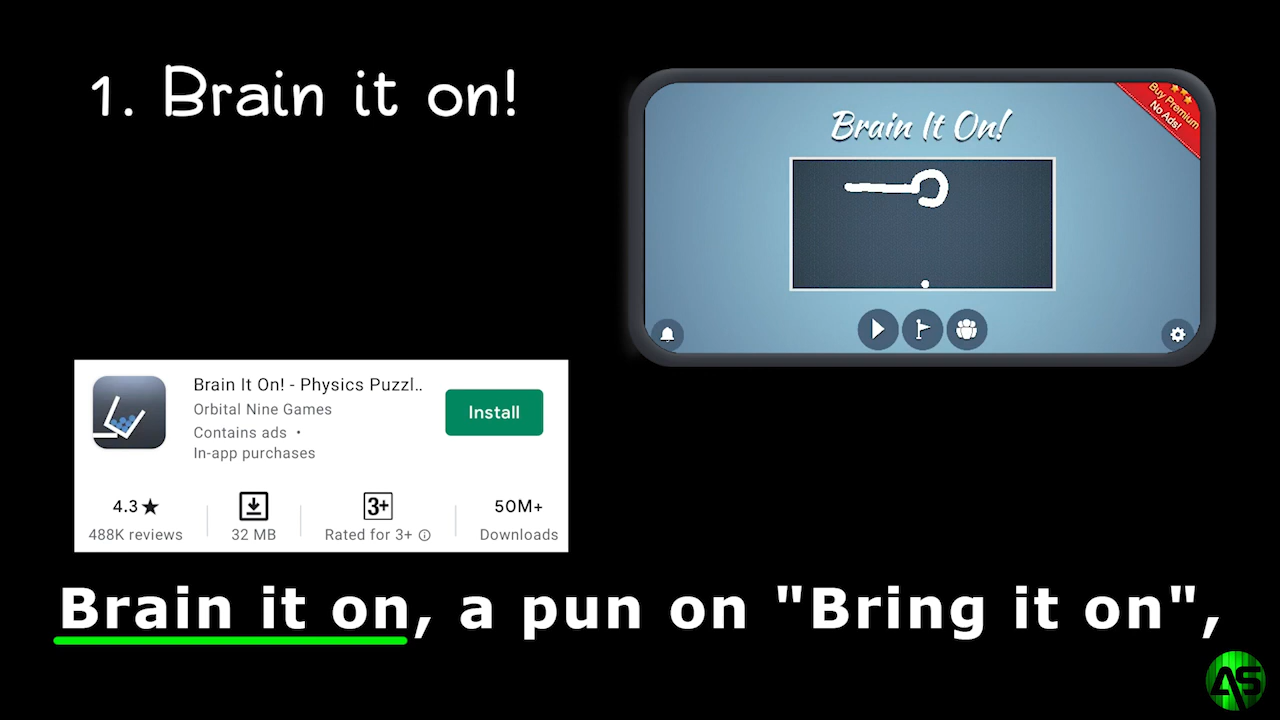 1. Brain it on!
Buy Premium
No Ads!
Brain It On!
Brain It On! - Physics Puzzl..
Orbital Nine Games
Contains ads •
In-app purchases
Install
4.3★
488K reviews
32 MB
3+
Rated for 3+
50M+
Downloads
Brain it on, a pun on "Bring it on",
AS